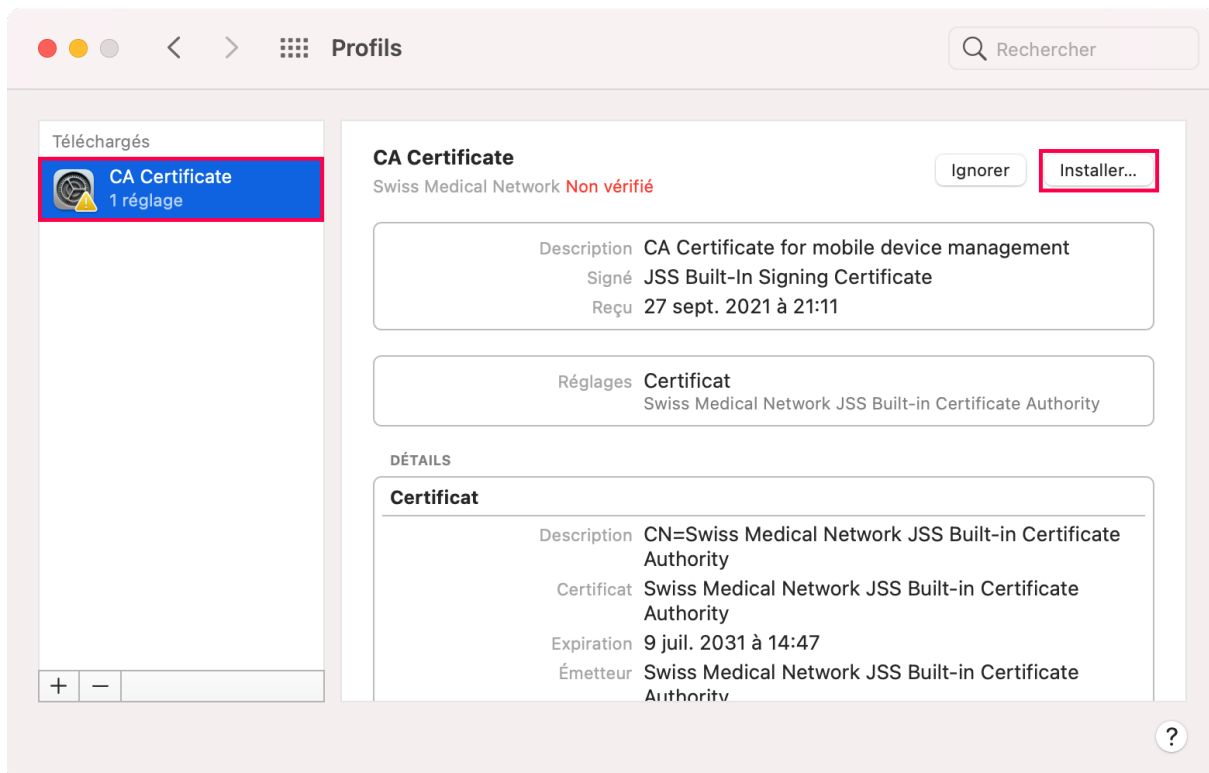 Profils
Rechercher
Téléchargés
CA Certificate
1 réglage
CA Certificate
Swiss Medical Network Non vérifié
Ignorer
Installer...
Description CA Certificate for mobile device management
Signé JSS Built-In Signing Certificate
Reçu 27 sept. 2021 à 21:11
Réglages Certificat
Swiss Medical Network JSS Built-in Certificate Authority
DÉTAILS
Certificat
Description CN=Swiss Medical Network JSS Built-in Certificate
Authority
Certificat Swiss Medical Network JSS Built-in Certificate
Authority
Expiration 9 juil. 2031 à 14:47
Émetteur Swiss Medical Network JSS Built-in Certificate
Authority
+ −
?